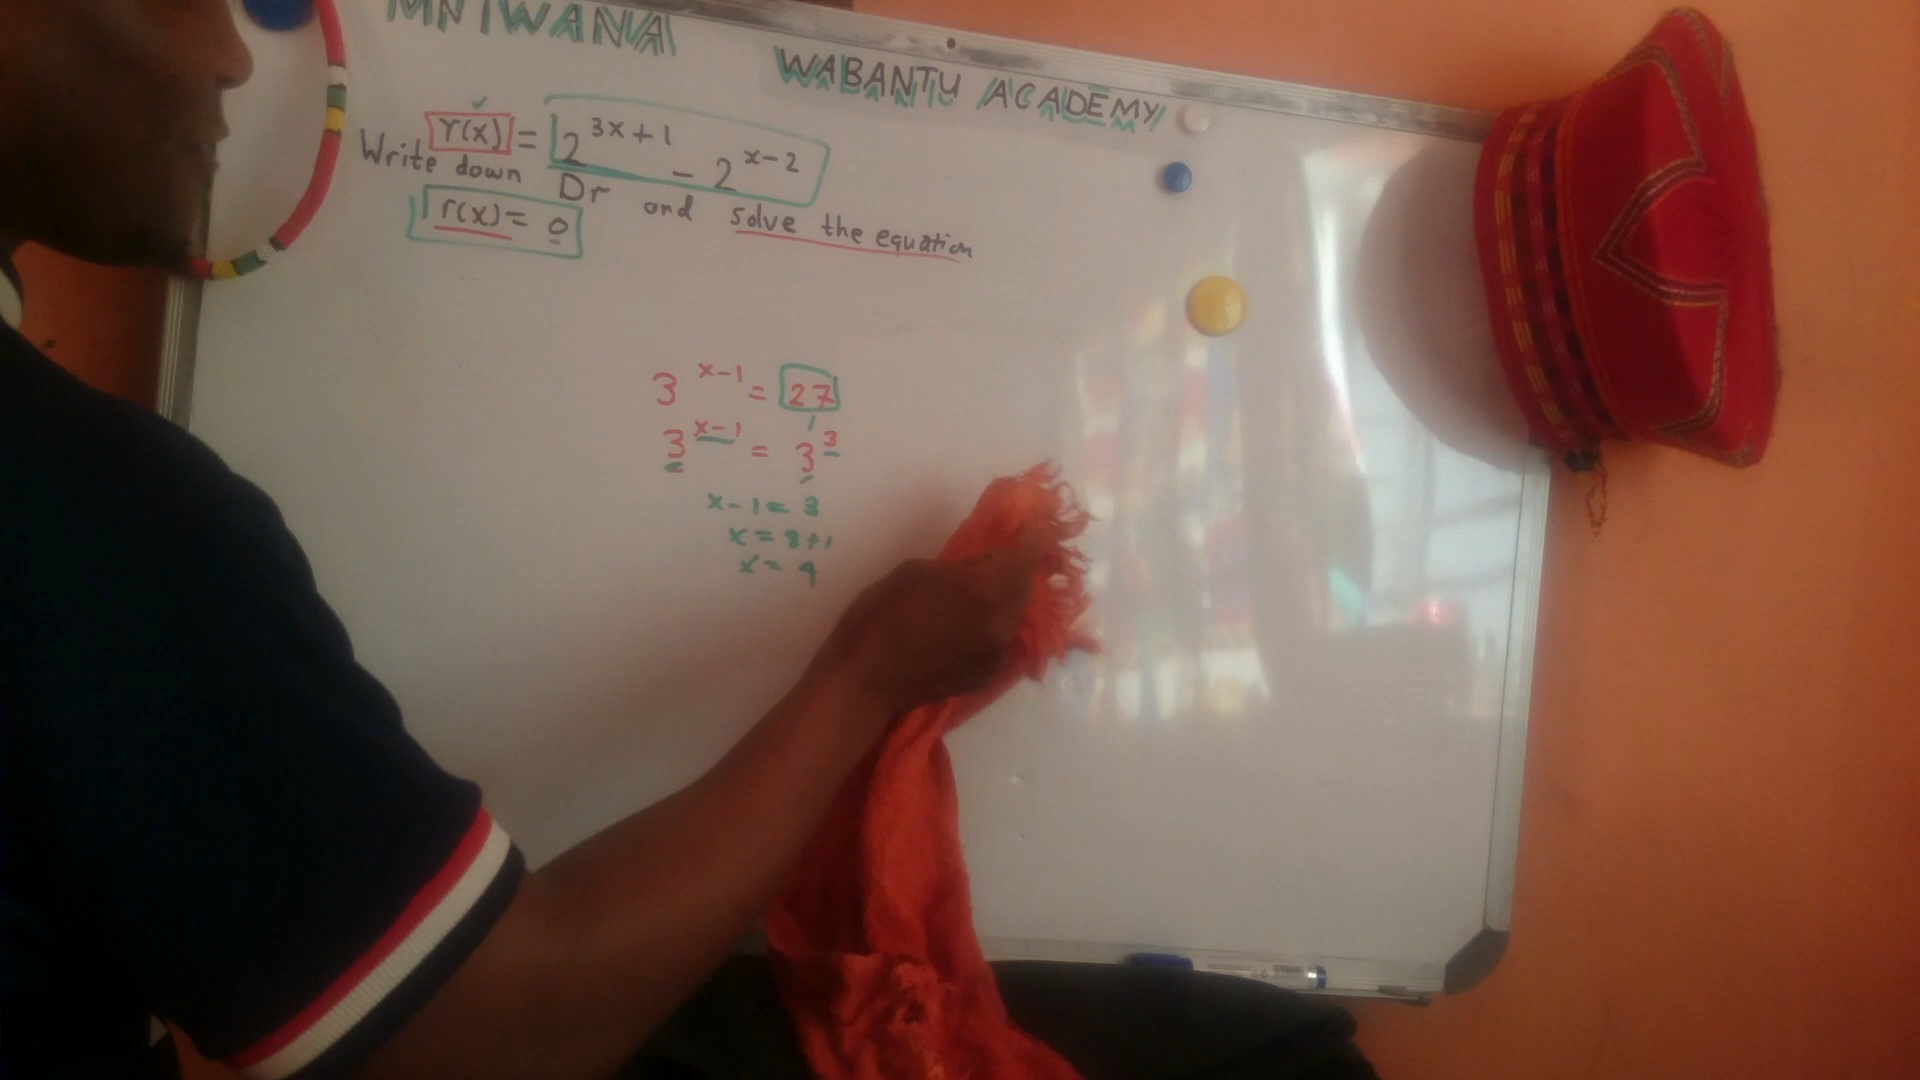 MNTWANA
WABANTU ACADEMY
r(x) = 2^{3x+1} - 2^{x-2}
Write down Dr and solve the equation
r(x) = 0
3^{x-1} = 27
3^{x-1} = 3^3
x-1 = 3
x = 3+1
x = 4